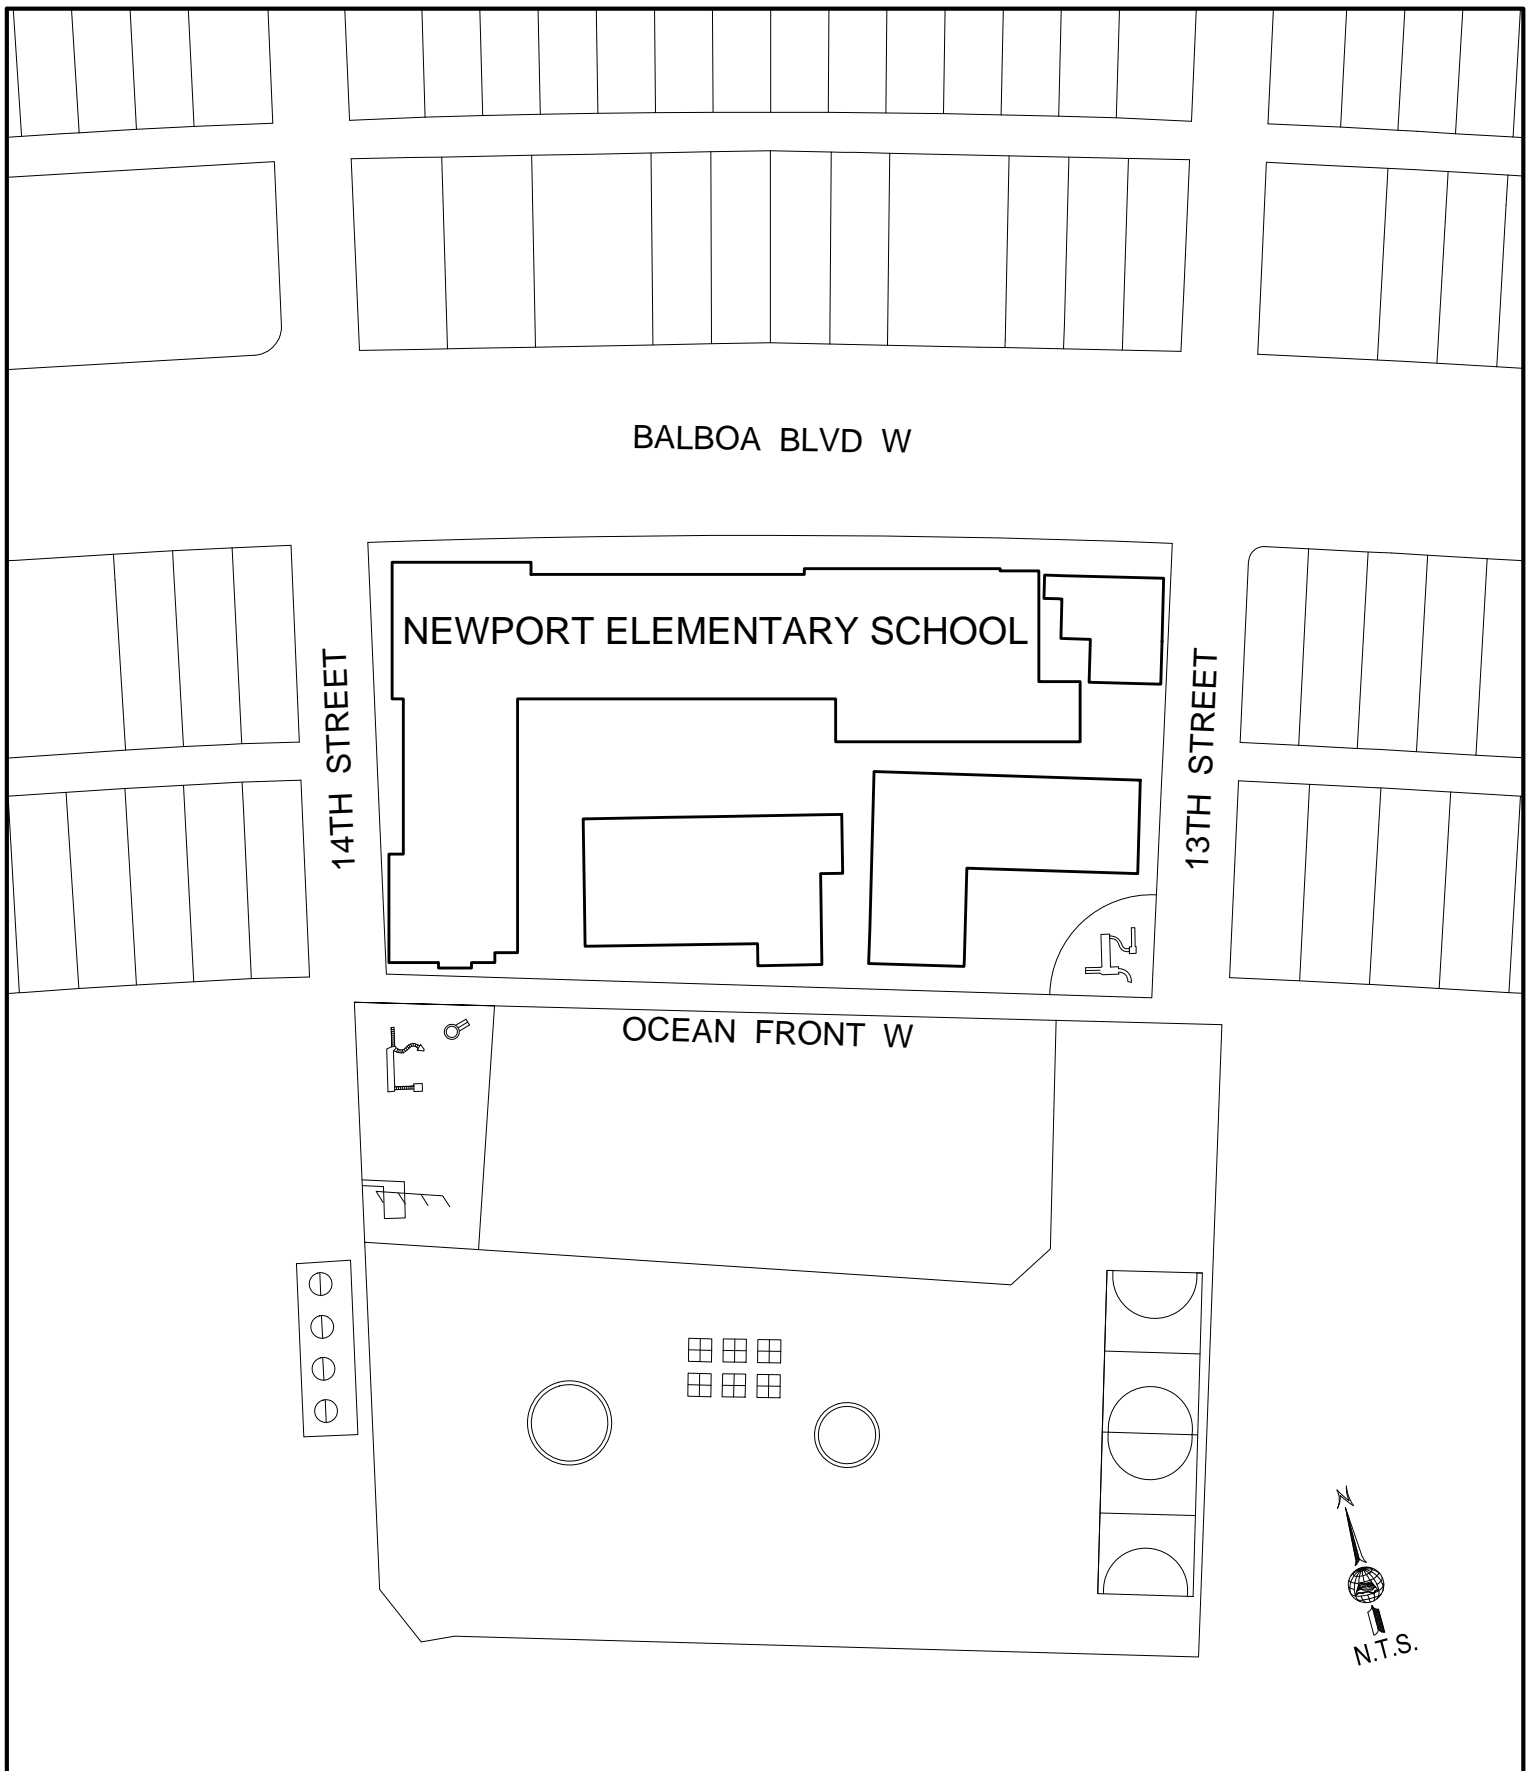 BALBOA BLVD W
NEWPORT ELEMENTARY SCHOOL
14TH STREET
13TH STREET
OCEAN FRONT W
N
N.T.S.